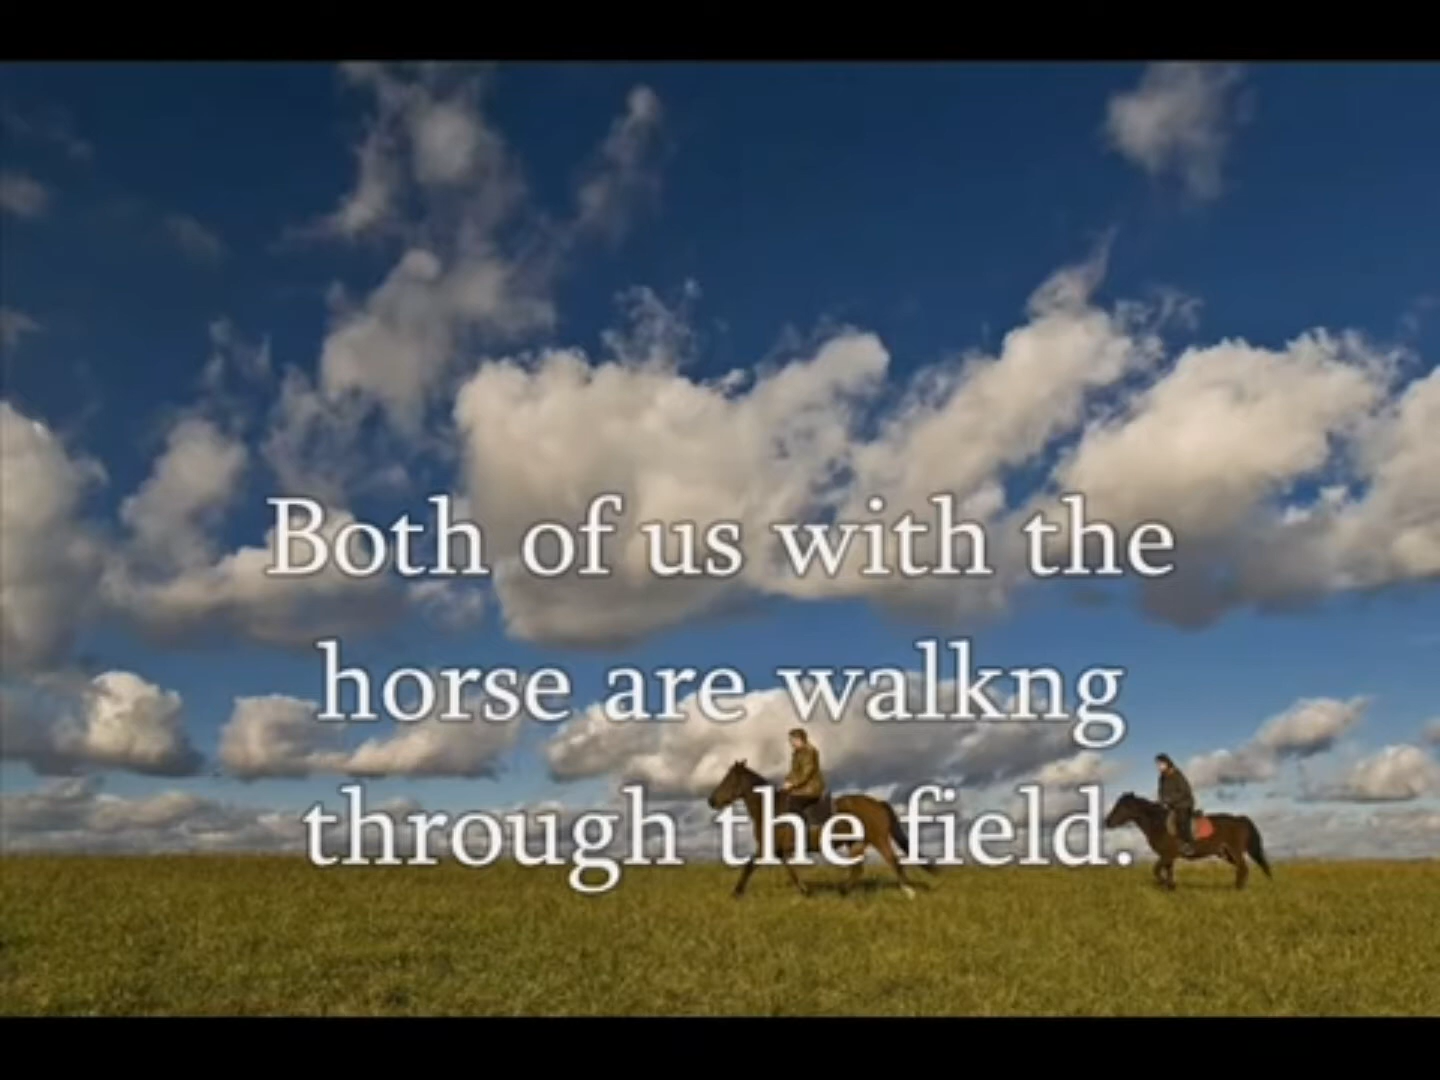 Both of us with the
horse are walkng
through the field.